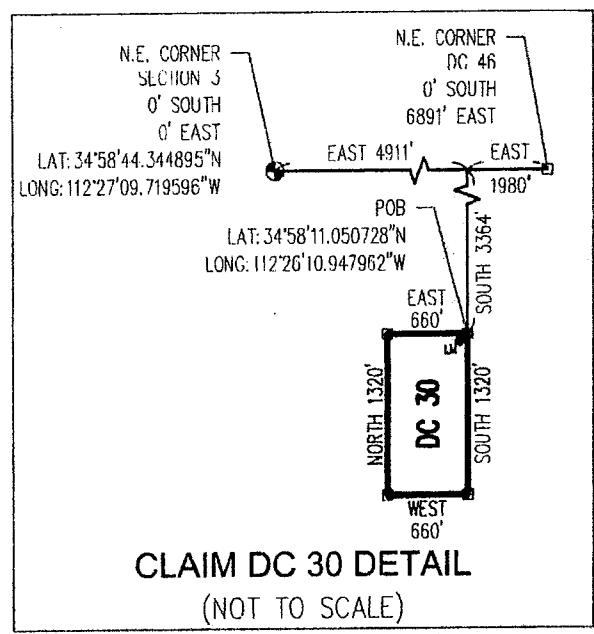 N.E. CORNER
SECTION 3
0' SOUTH
0' EAST
LAT: 34°58'44.344895"N
LONG: 112°27'09.719596"W
N.E. CORNER
DC 46
0' SOUTH
6891' EAST
EAST 4911'
EAST
1980'
POB
LAT: 34°58'11.050728"N
LONG: 112°26'10.947962"W
SOUTH 3364'
EAST
660'
NORTH 1320'
DC 30
SOUTH 1320'
WEST
660'
CLAIM DC 30 DETAIL
(NOT TO SCALE)